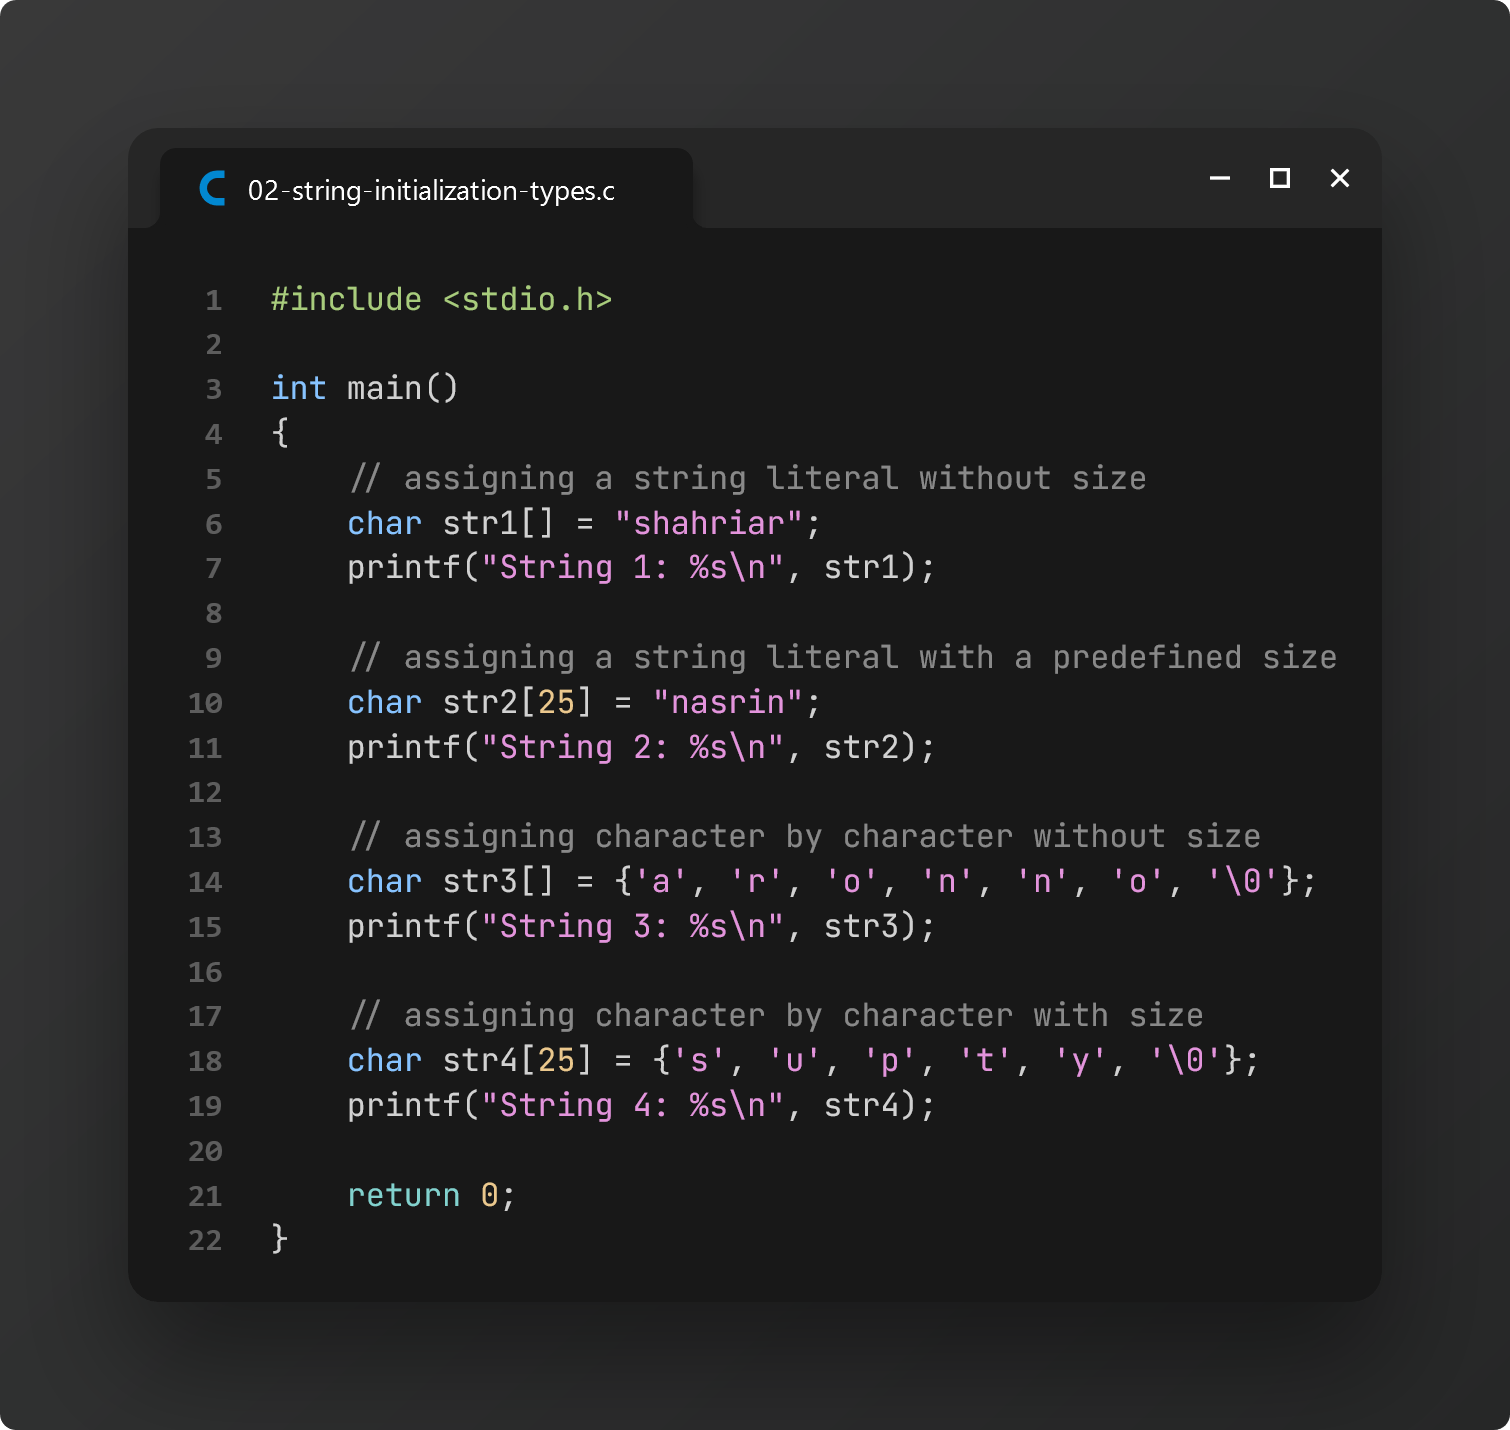 02-string-initialization-types.c
1 #include <stdio.h>
2
3 int main()
4 {
5     // assigning a string literal without size
6     char str1[] = "shahriar";
7     printf("String 1: %s\n", str1);
8
9     // assigning a string literal with a predefined size
10     char str2[25] = "nasrin";
11     printf("String 2: %s\n", str2);
12
13     // assigning character by character without size
14     char str3[] = {'a', 'r', 'o', 'n', 'n', 'o', '\0'};
15     printf("String 3: %s\n", str3);
16
17     // assigning character by character with size
18     char str4[25] = {'s', 'u', 'p', 't', 'y', '\0'};
19     printf("String 4: %s\n", str4);
20
21     return 0;
22 }